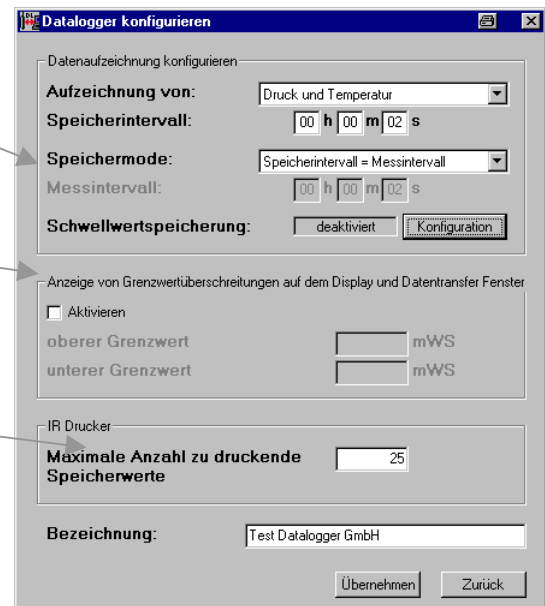 Datalogger konfigurieren
Datenaufzeichnung konfigurieren
Aufzeichnung von: Druck und Temperatur
Speicherintervall: 00 h 00 m 02 s
Speichermode: Speicherintervall = Messintervall
Messintervall: 00 h 00 m 02 s
Schwellwertspeicherung: deaktiviert Konfiguration
Anzeige von Grenzwertüberschreitungen auf dem Display und Datentransfer Fenster
Aktivieren
oberer Grenzwert mWS
unterer Grenzwert mWS
IR Drucker
Maximale Anzahl zu druckende 25
Speicherwerte
Bezeichnung: Test Datalogger GmbH
Übernehmen Zurück